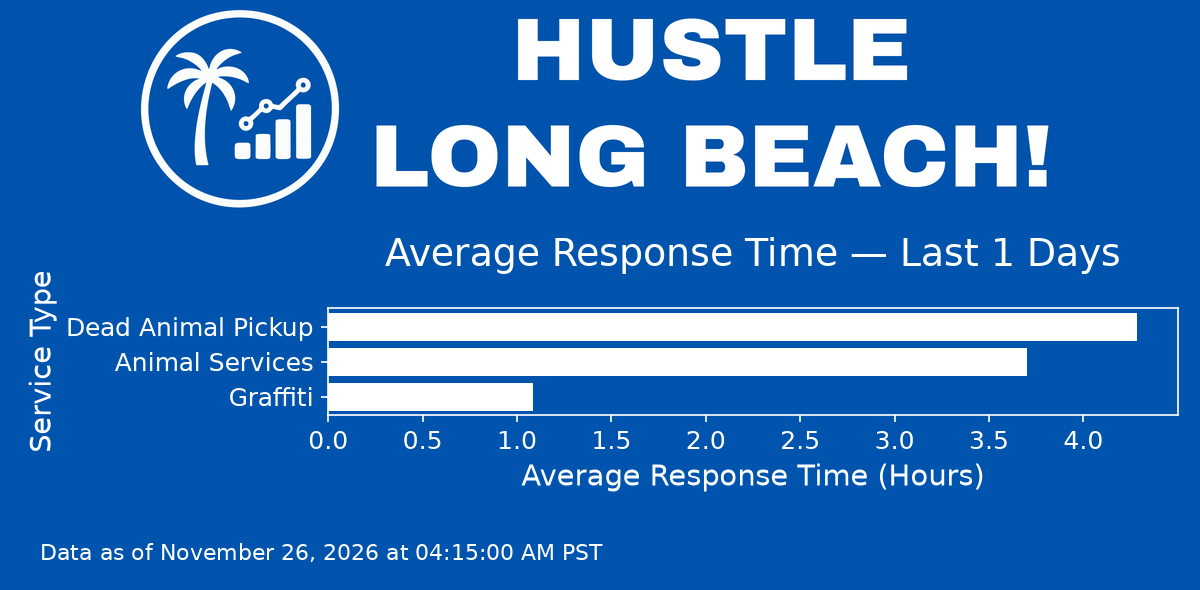 HUSTLE
LONG BEACH!
Average Response Time — Last 1 Days
Service Type
Dead Animal Pickup
Animal Services
Graffiti
0.0 0.5 1.0 1.5 2.0 2.5 3.0 3.5 4.0
Average Response Time (Hours)
Data as of November 26, 2026 at 04:15:00 AM PST